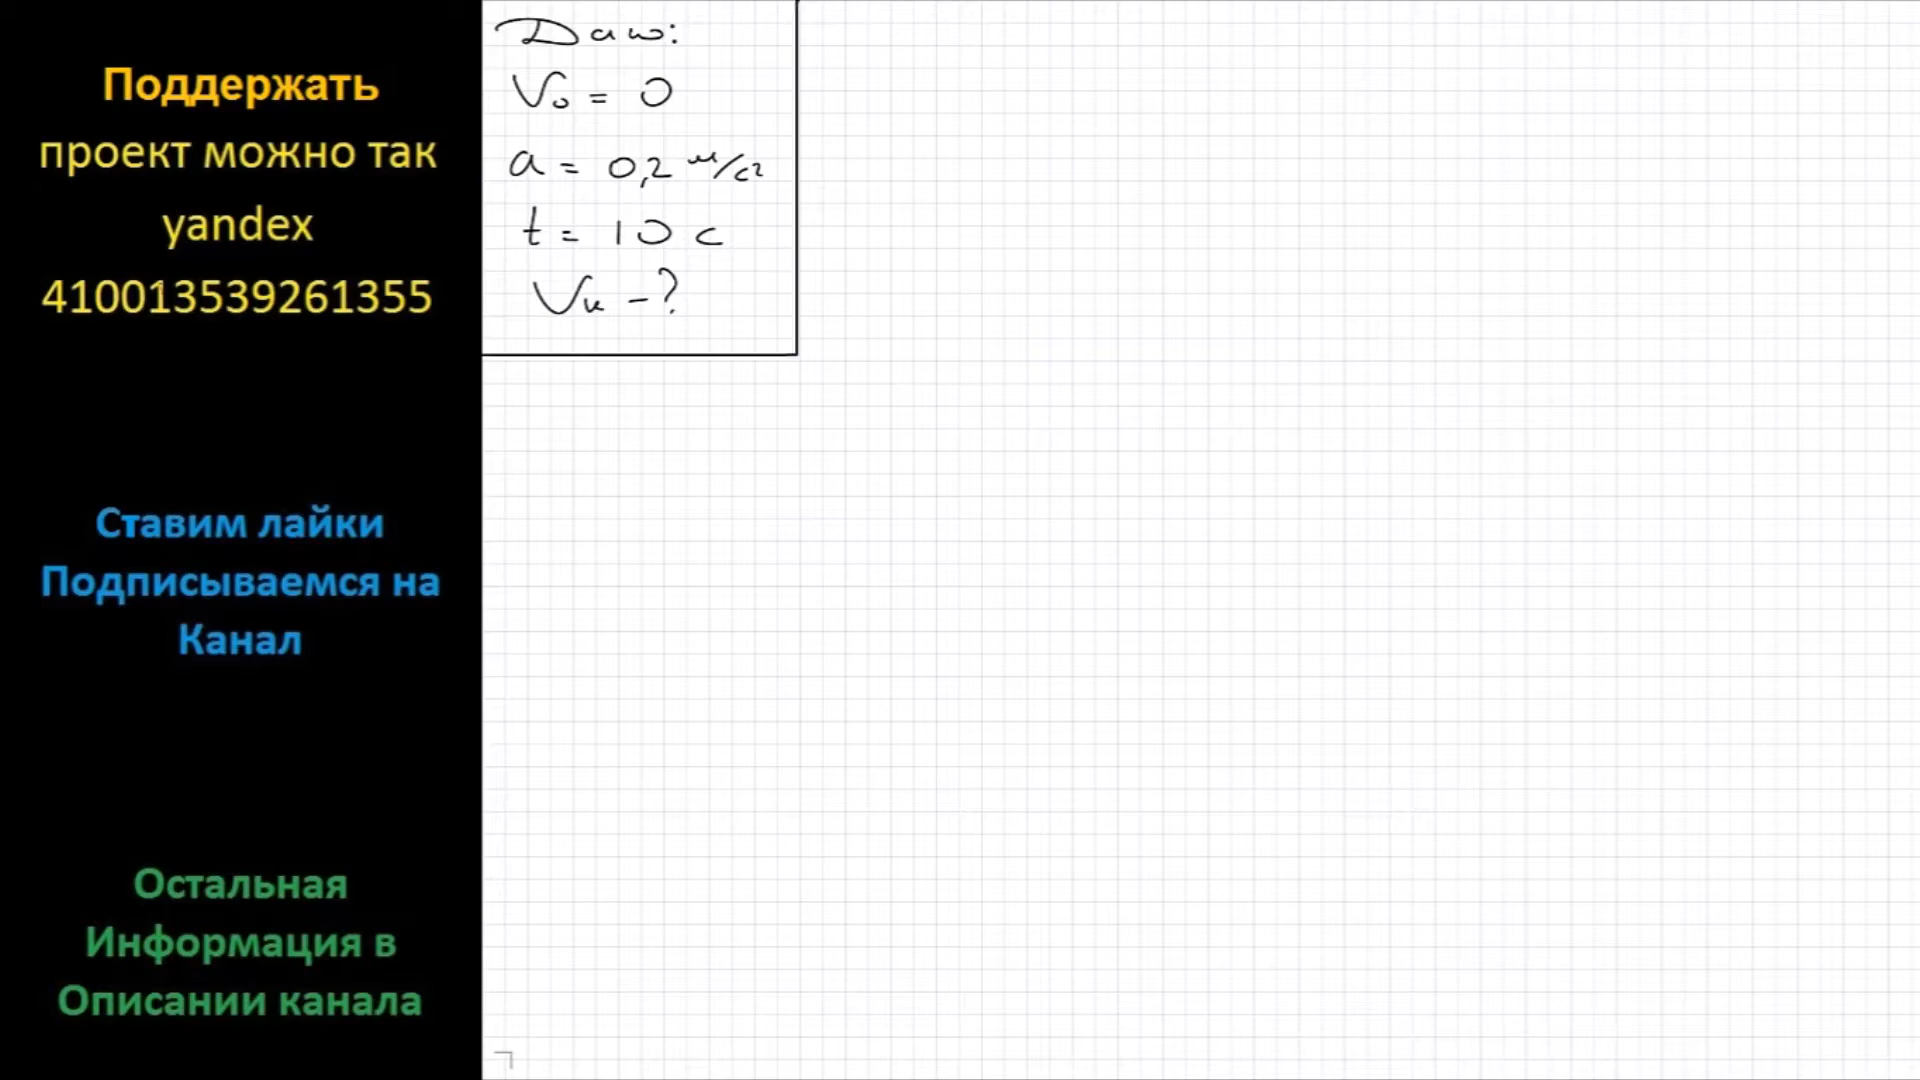 Поддержать
проект можно так
yandex
410013539261355
Ставим лайки
Подписываемся на
Канал
Остальная
Информация в
Описании канала
Дано:
V₀ = 0
a = 0,2 м/с²
t = 10 с
Vк - ?